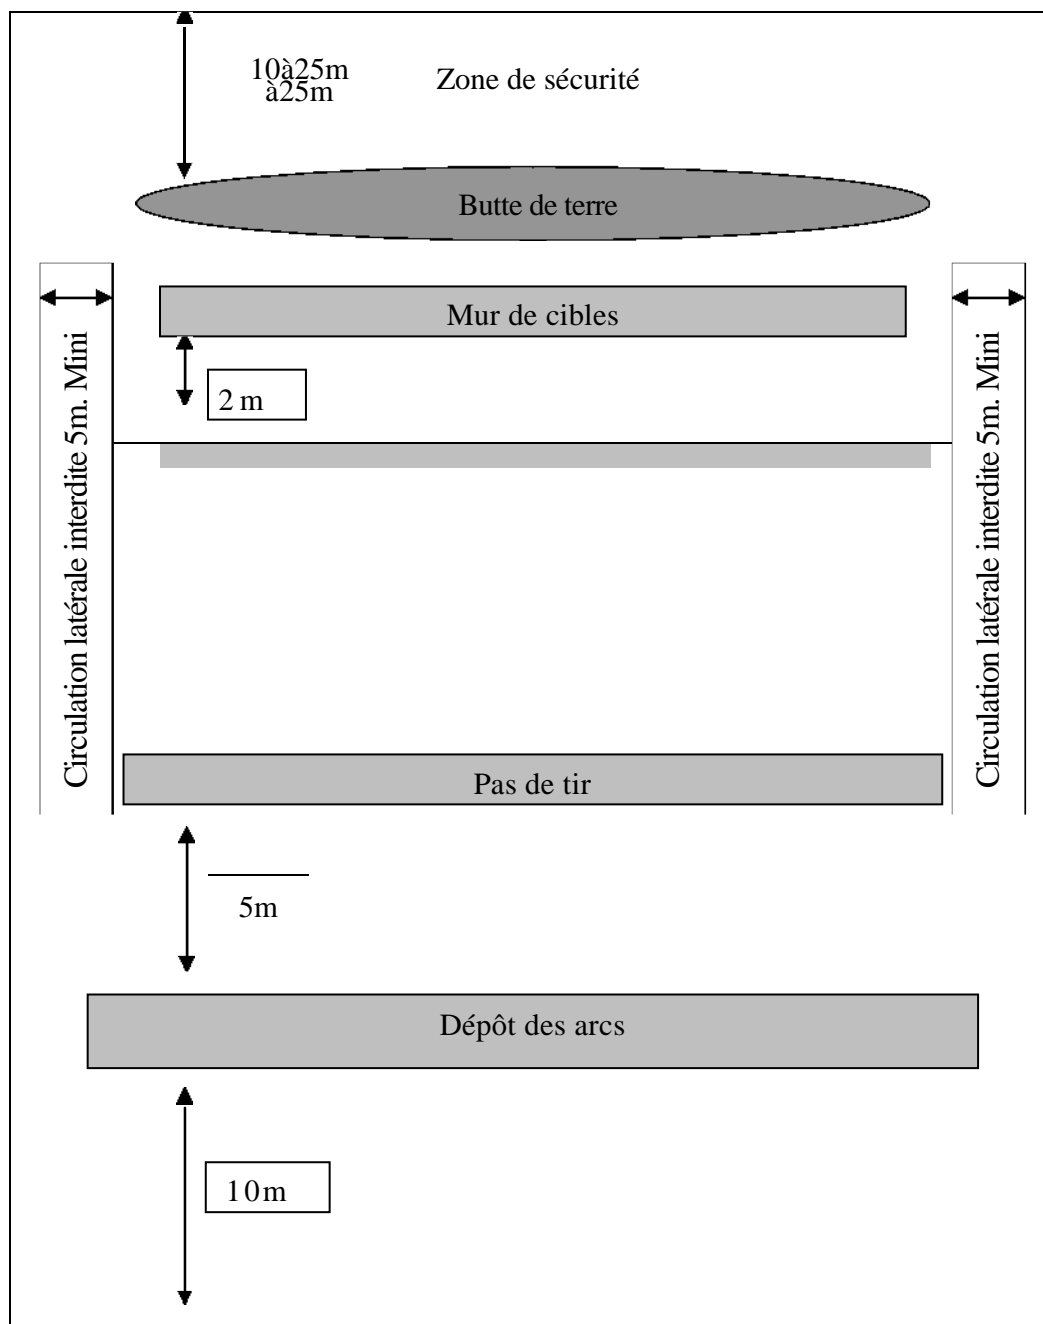 10à25m
à25m
Zone de sécurité
Butte de terre
Mur de cibles
2 m
Circulation latérale interdite 5m. Mini
Circulation latérale interdite 5m. Mini
Pas de tir
5m
Dépôt des arcs
10m